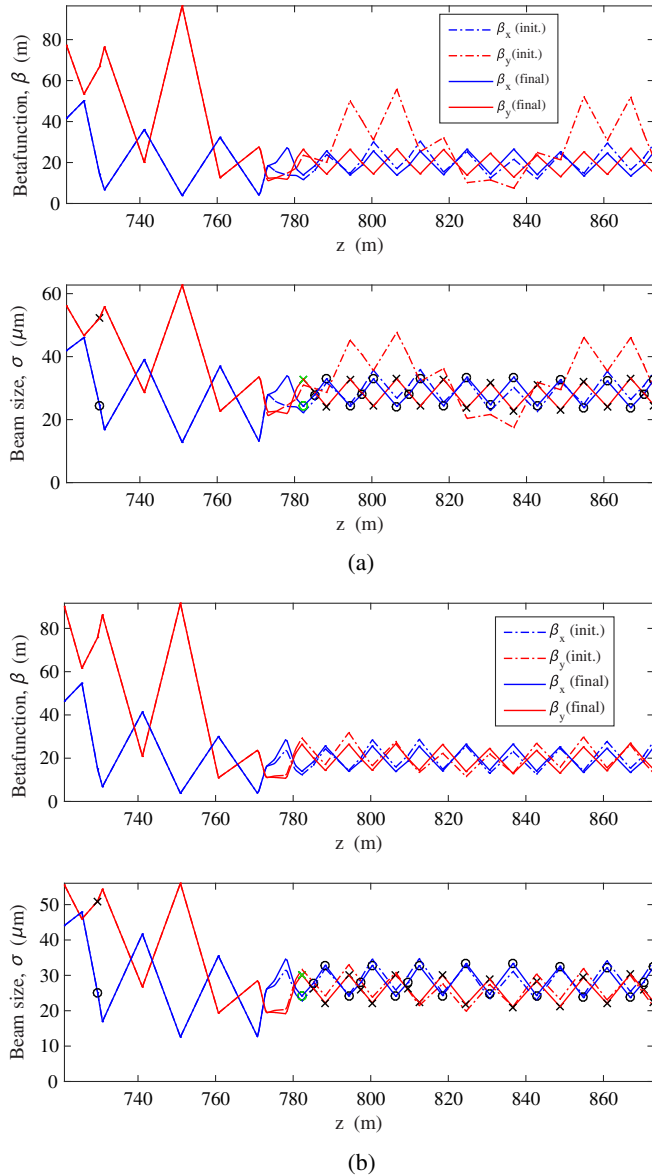 80
60
40
20
0
Betafunction, β (m)
β_x (init.)
β_y (init.)
β_x (final)
β_y(final)
740 760 780 800 820 840 860
z (m)
60
40
20
0
Beam size, σ (μm)
740 760 780 800 820 840 860
z (m)
(a)
80
60
40
20
0
Betafunction, β (m)
β_x (init.)
β_y(init.)
β_x (final)
β_y(final)
740 760 780 800 820 840 860
z (m)
50
40
30
20
10
0
Beam size, σ (μm)
740 760 780 800 820 840 860
z (m)
(b)